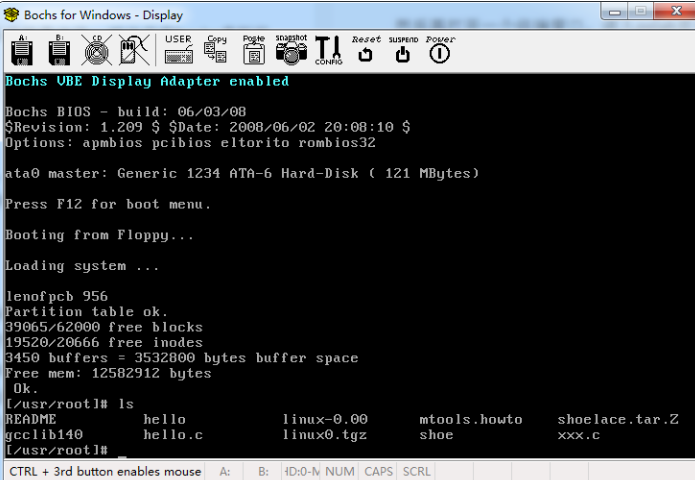 Bochs for Windows - Display
A: B: CD USER Copy Paste snapshot CONFIG Reset SUSPEND Power
Bochs VBE Display Adapter enabled
Bochs BIOS - build: 06/03/08
$Revision: 1.209 $ $Date: 2008/06/02 20:08:10 $
Options: apmbios pcibios eltorito rombios32
ata0 master: Generic 1234 ATA-6 Hard-Disk ( 121 MBytes)
Press F12 for boot menu.
Booting from Floppy...
Loading system ...
lenofpcb 956
Partition table ok.
39065/62000 free blocks
19520/20666 free inodes
3450 buffers = 3532800 bytes buffer space
Free mem: 12582912 bytes
Ok.
[/usr/root]# ls
README hello linux-0.00 mtools.howto shoelace.tar.Z
gcclib140 hello.c linux0.tgz shoe xxx.c
[/usr/root]# _
CTRL + 3rd button enables mouse A: B: HD:0-M NUM CAPS SCRL